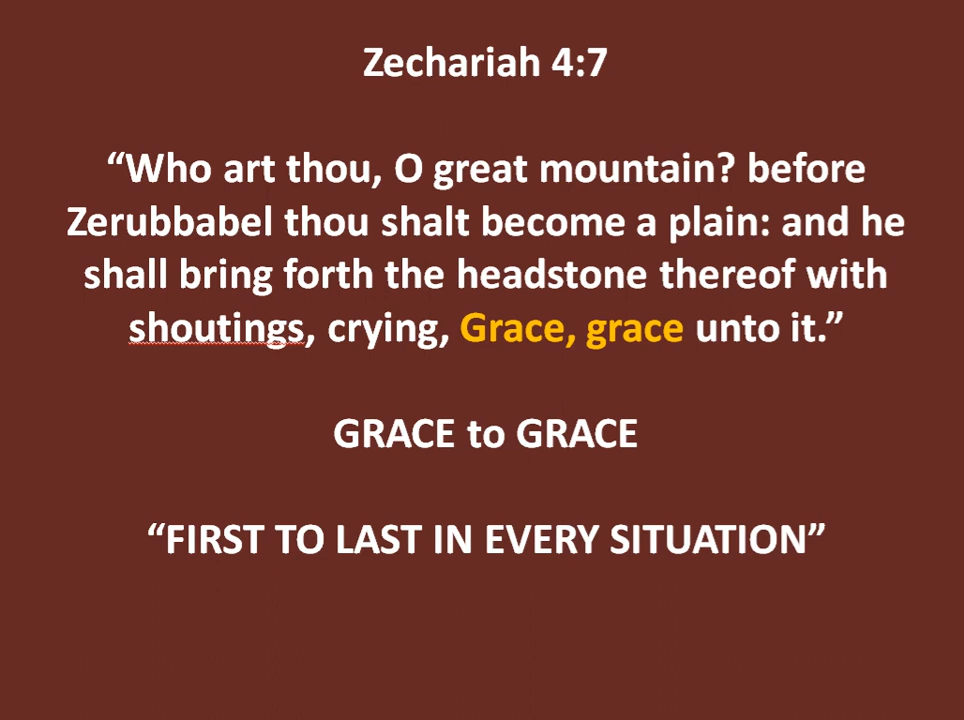 Zechariah 4:7
“Who art thou, O great mountain? before
Zerubbabel thou shalt become a plain: and he
shall bring forth the headstone thereof with
shoutings, crying, Grace, grace unto it.”
GRACE to GRACE
“FIRST TO LAST IN EVERY SITUATION”